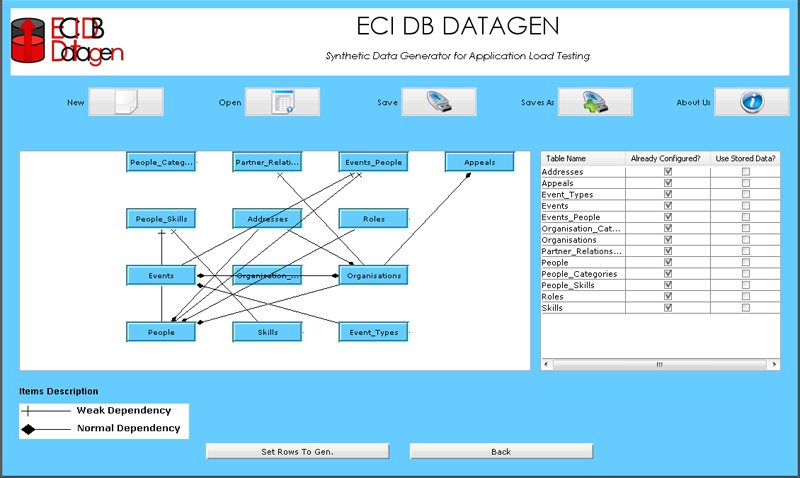 ECI DB
Datagen
ECI DB DATAGEN
Synthetic Data Generator for Application Load Testing
New
Open
Save
Saves As
About Us
People_Categ...
Partner_Relati...
Events_People
Appeals
People_Skills
Addresses
Roles
Events
Organisation_...
Organisations
People
Skills
Event_Types
Table Name Already Configured? Use Stored Data?
Addresses
Appeals
Event_Types
Events
Events_People
Organisation_Cat...
Organisations
Partner_Relations...
People
People_Categories
People_Skills
Roles
Skills
Items Description
Weak Dependency
Normal Dependency
Set Rows To Gen.
Back